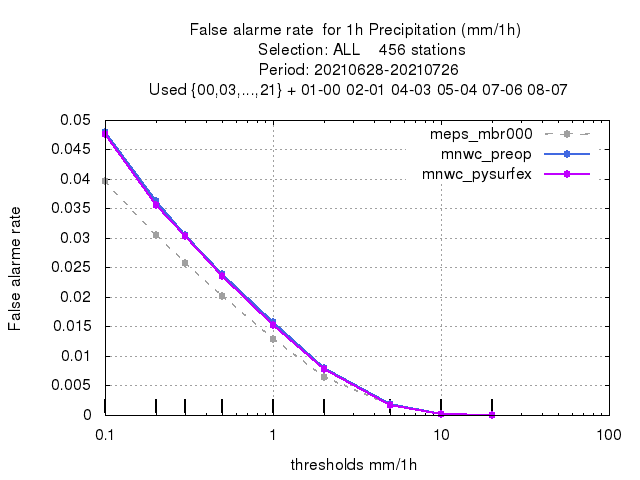 False alarme rate  for 1h Precipitation (mm/1h)
Selection: ALL    456 stations
Period: 20210628-20210726
Used {00,03,...,21} + 01-00 02-01 04-03 05-04 07-06 08-07
meps_mbr000
mnwc_preop
mnwc_pysurfex
0.05
0.045
0.04
0.035
0.03
0.025
0.02
0.015
0.01
0.005
0
False alarme rate
0.1 1 10 100
thresholds mm/1h